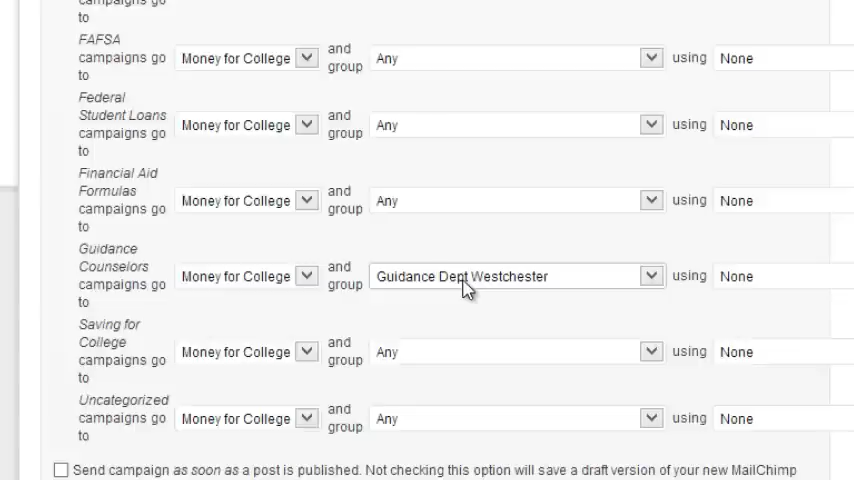 campaigns go
to
FAFSA
campaigns go
to
Money for College
and
group
Any
using
None
Federal
Student Loans
campaigns go
to
Money for College
and
group
Any
using
None
Financial Aid
Formulas
campaigns go
to
Money for College
and
group
Any
using
None
Guidance
Counselors
campaigns go
to
Money for College
and
group
Guidance Dept Westchester
using
None
Saving for
College
campaigns go
to
Money for College
and
group
Any
using
None
Uncategorized
campaigns go
to
Money for College
and
group
Any
using
None
Send campaign as soon as a post is published. Not checking this option will save a draft version of your new MailChimp